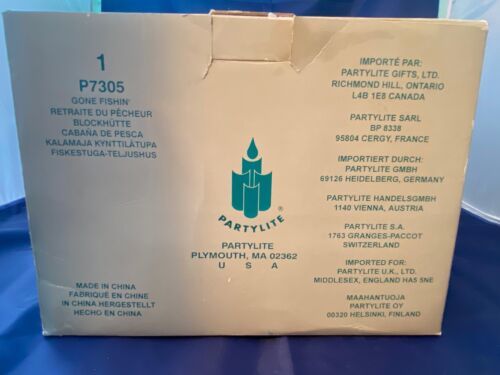 1
P7305
GONE FISHIN'
RETRAITE DU PÊCHEUR
BLOCKHÜTTE
CABAÑA DE PESCA
KALAMAJA KYNTTILÄTUPA
FISKESTUGA-TELJUSHUS
MADE IN CHINA
FABRIQUÉ EN CHINE
IN CHINA HERGESTELLT
HECHO EN CHINA
PARTYLITE®
PARTYLITE
PLYMOUTH, MA 02362
U S A
IMPORTÉ PAR:
PARTYLITE GIFTS, LTD.
RICHMOND HILL, ONTARIO
L4B 1E8 CANADA
PARTYLITE SARL
BP 8338
95804 CERGY, FRANCE
IMPORTIERT DURCH:
PARTYLITE GMBH
69126 HEIDELBERG, GERMANY
PARTYLITE HANDELSGMBH
1140 VIENNA, AUSTRIA
PARTYLITE S.A.
1763 GRANGES-PACCOT
SWITZERLAND
IMPORTED FOR:
PARTYLITE U.K., LTD.
MIDDLESEX, ENGLAND HA5 5NE
MAAHANTUOJA
PARTYLITE OY
00320 HELSINKI, FINLAND